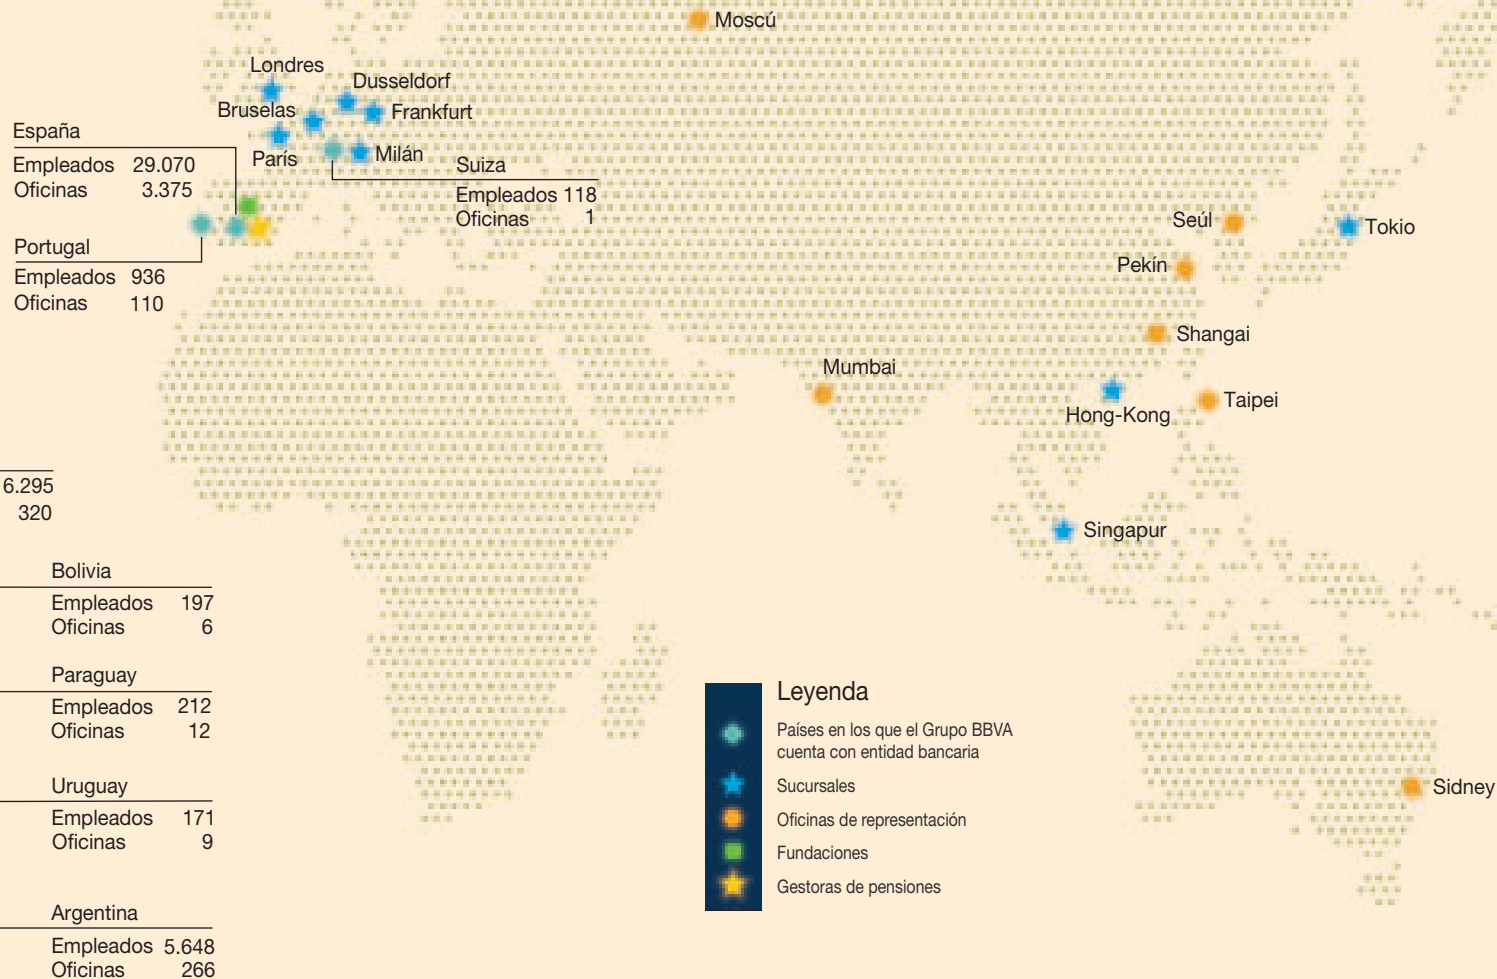 Moscú
Londres
Dusseldorf
Bruselas
Frankfurt
París
Milán
España
Empleados 29.070
Oficinas 3.375
Suiza
Empleados 118
Oficinas 1
Portugal
Empleados 936
Oficinas 110
Seúl
Tokio
Pekín
Shangai
Mumbai
Hong-Kong
Taipei
Singapur
6.295
320
Bolivia
Empleados 197
Oficinas 6
Paraguay
Empleados 212
Oficinas 12
Uruguay
Empleados 171
Oficinas 9
Argentina
Empleados 5.648
Oficinas 266
Leyenda
Países en los que el Grupo BBVA
cuenta con entidad bancaria
Sucursales
Oficinas de representación
Fundaciones
Gestoras de pensiones
Sidney